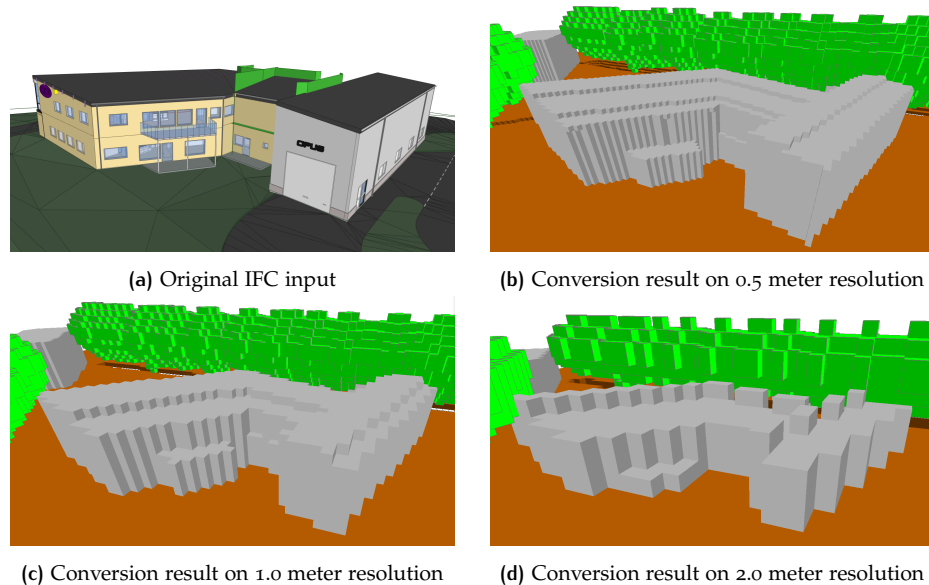 OPUS
(a) Original IFC input
(b) Conversion result on 0.5 meter resolution
(c) Conversion result on 1.0 meter resolution
(d) Conversion result on 2.0 meter resolution